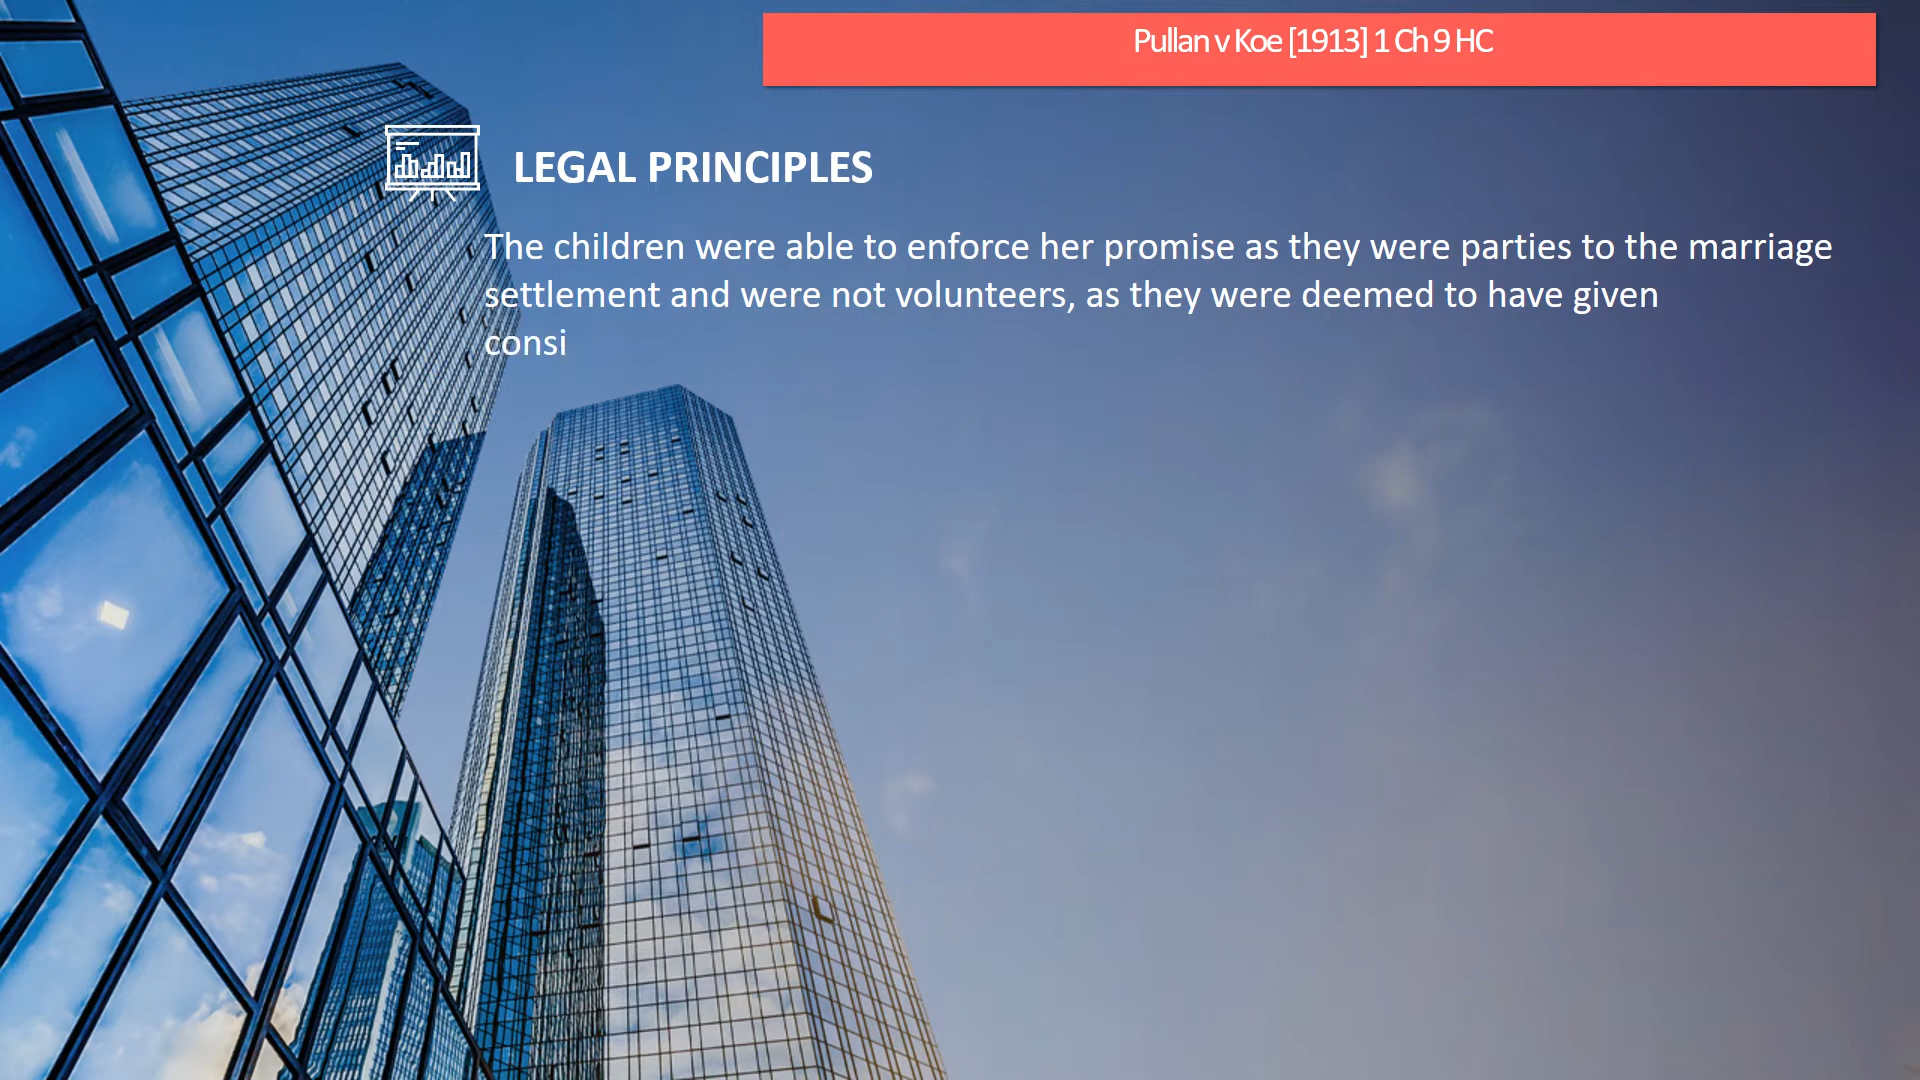 Pullan v Koe [1913] 1 Ch 9 HC
LEGAL PRINCIPLES
The children were able to enforce her promise as they were parties to the marriage
settlement and were not volunteers, as they were deemed to have given
consi